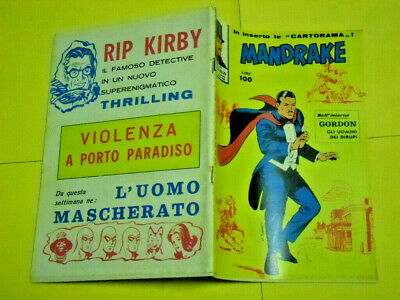 RIP KIRBY
IL FAMOSO DETECTIVE
IN UN NUOVO
SUPERENIGMATICO
THRILLING
VIOLENZA
A PORTO PARADISO
Da questa
settimana ne:
L'UOMO
MASCHERATO
In inserto le "CARTORAMA"!
MANDRAKE
LIRE
100
Nell'interno
GORDON
GLI UOMINI
DEI DIRUPI